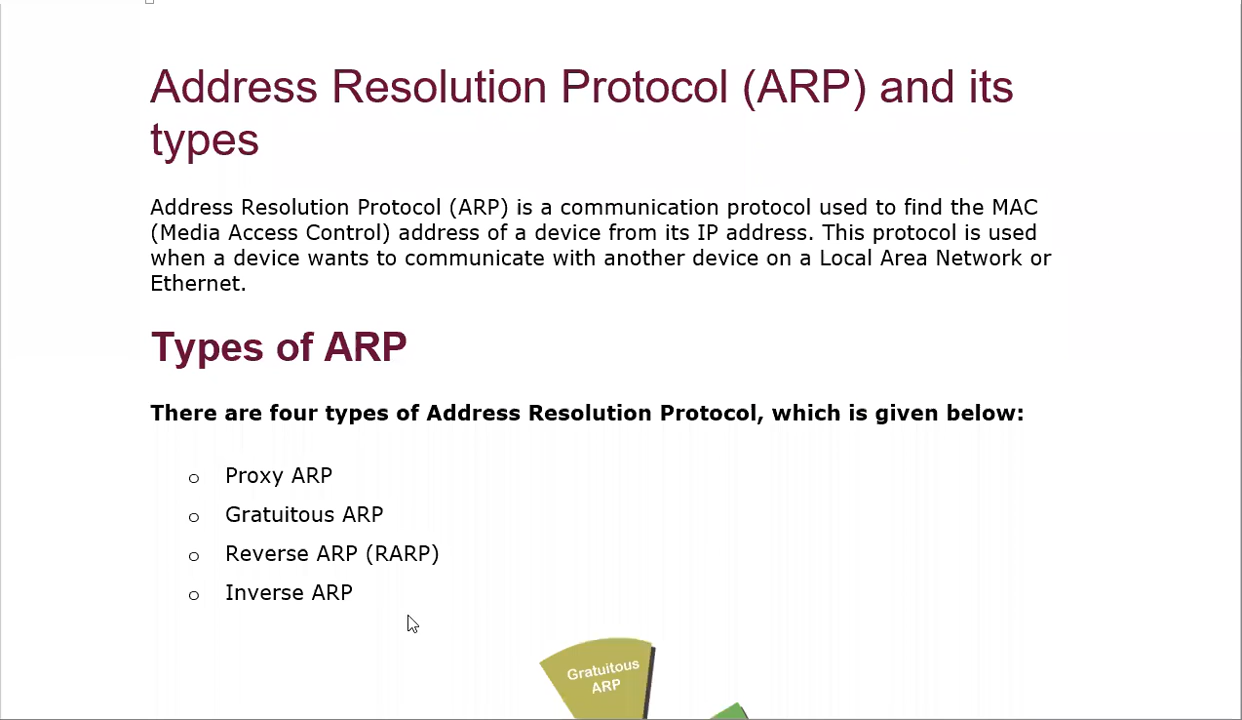 Address Resolution Protocol (ARP) and its
types
Address Resolution Protocol (ARP) is a communication protocol used to find the MAC
(Media Access Control) address of a device from its IP address. This protocol is used
when a device wants to communicate with another device on a Local Area Network or
Ethernet.
Types of ARP
There are four types of Address Resolution Protocol, which is given below:
o Proxy ARP
o Gratuitous ARP
o Reverse ARP (RARP)
o Inverse ARP
Gratuitous
ARP